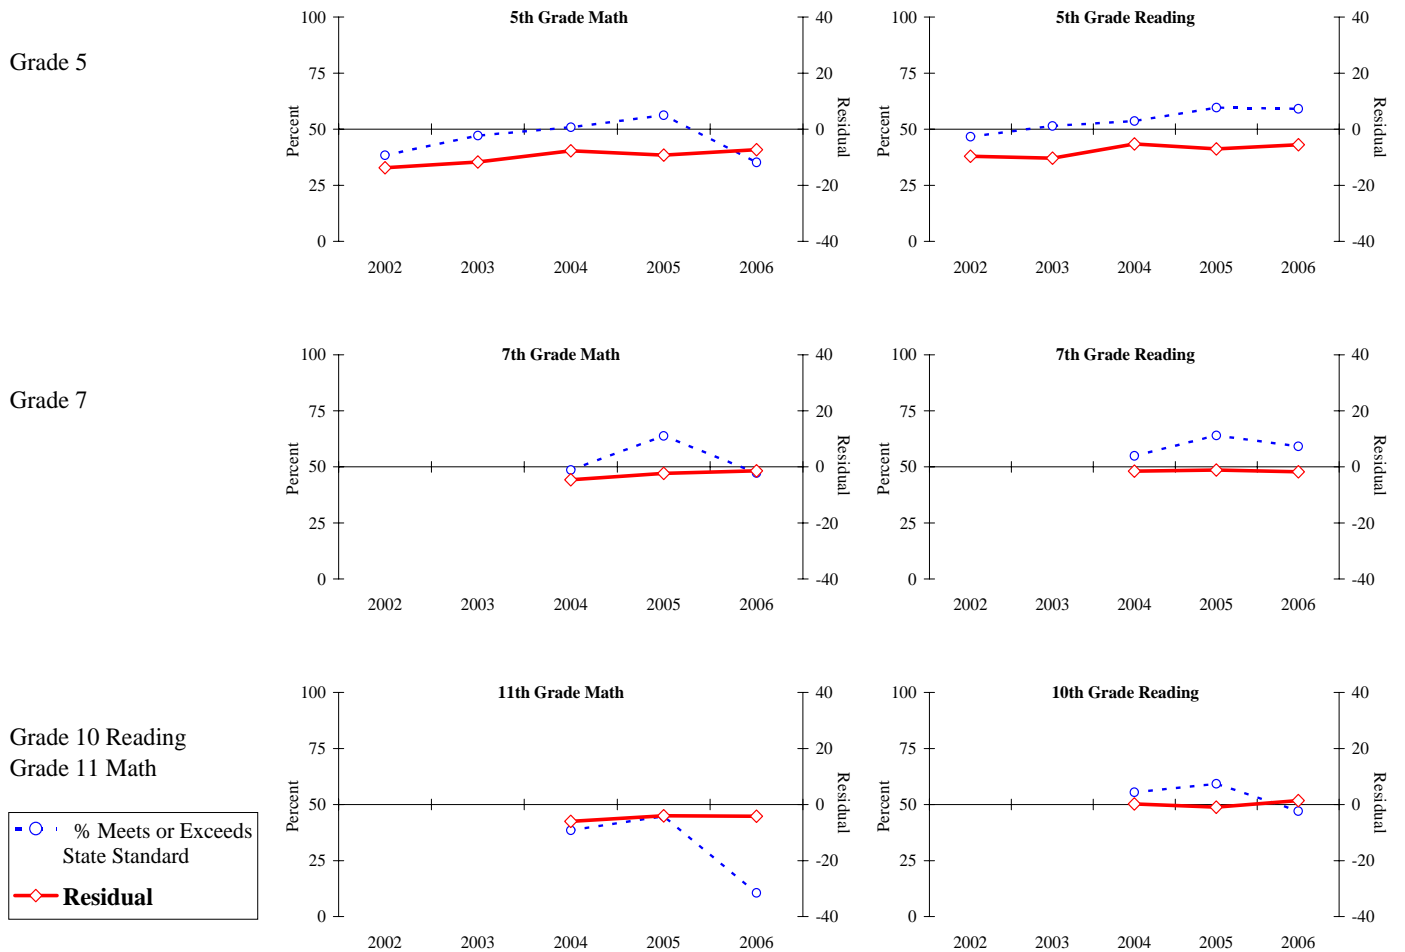 Grade 5
5th Grade Math
100
75
50
25
0
Percent
40
20
0
-20
-40
Residual
2002 2003 2004 2005 2006
5th Grade Reading
100
75
50
25
0
Percent
40
20
0
-20
-40
Residual
2002 2003 2004 2005 2006
Grade 7
7th Grade Math
100
75
50
25
0
Percent
40
20
0
-20
-40
Residual
2002 2003 2004 2005 2006
7th Grade Reading
100
75
50
25
0
Percent
40
20
0
-20
-40
Residual
2002 2003 2004 2005 2006
Grade 10 Reading
Grade 11 Math
11th Grade Math
100
75
50
25
0
Percent
40
20
0
-20
-40
Residual
2002 2003 2004 2005 2006
10th Grade Reading
100
75
50
25
0
Percent
40
20
0
-20
-40
Residual
2002 2003 2004 2005 2006
% Meets or Exceeds
State Standard
Residual